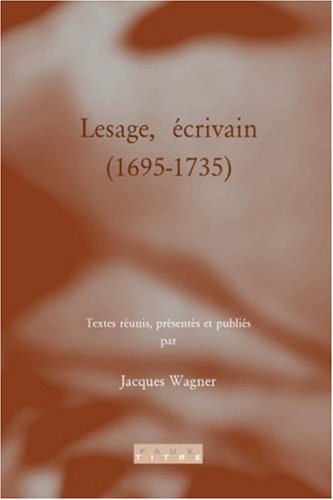 Lesage, écrivain
(1695-1735)
Textes réunis, présentés et publiés
par
Jacques Wagner
FAUX
TITRE